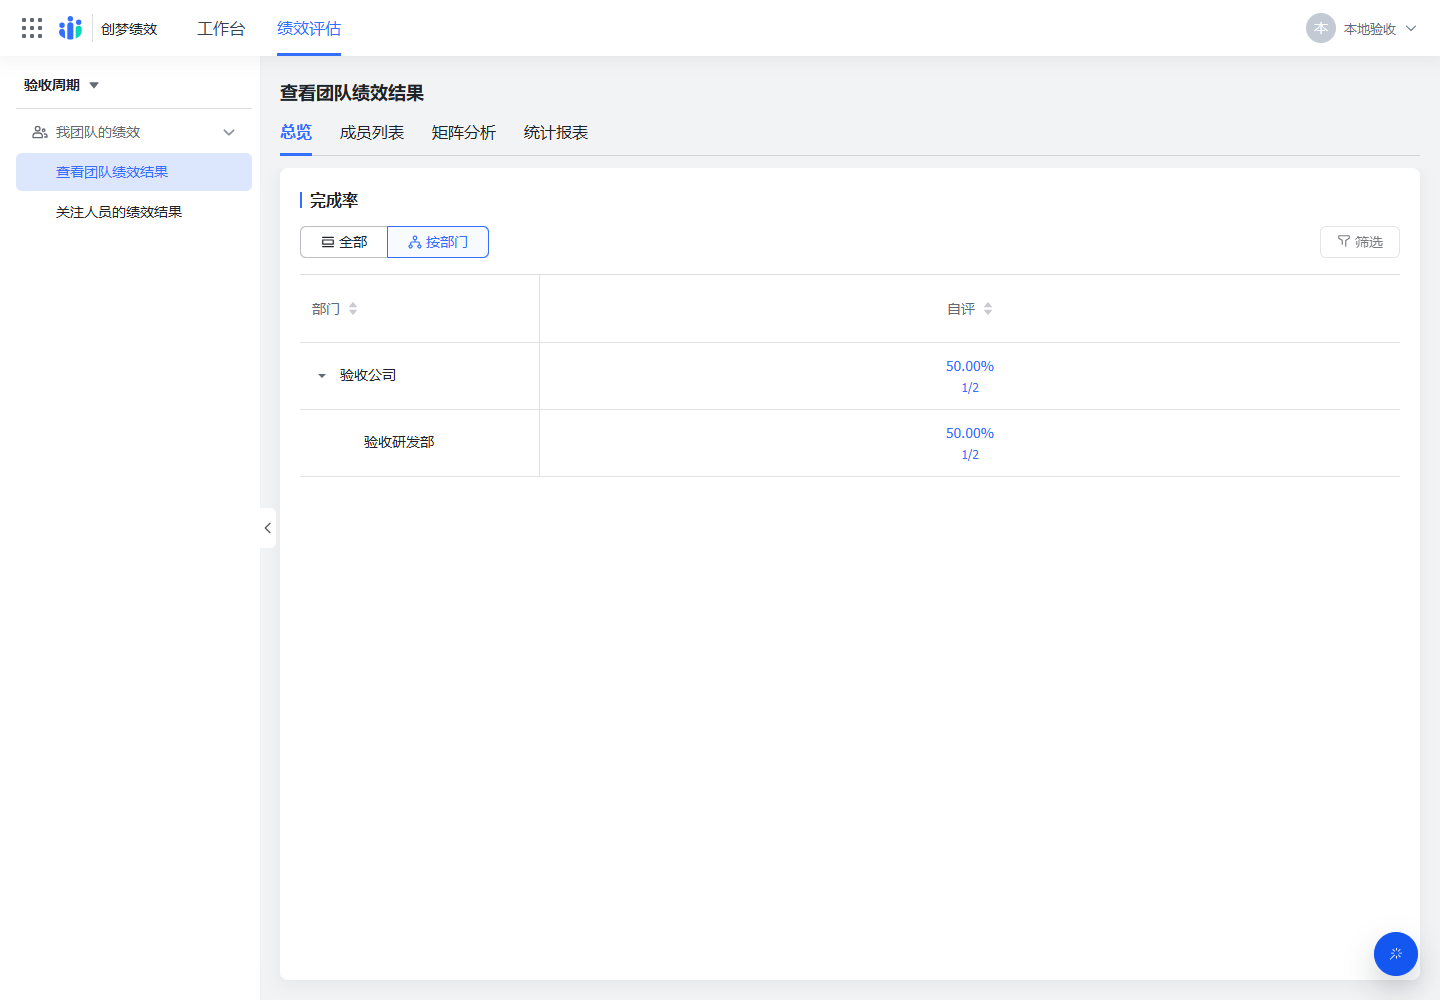 创梦绩效
工作台
绩效评估
本
本地验收
验收周期
我团队的绩效
查看团队绩效结果
关注人员的绩效结果
查看团队绩效结果
总览
成员列表
矩阵分析
统计报表
完成率
全部
按部门
筛选
部门
自评
验收公司
50.00%
1/2
验收研发部
50.00%
1/2